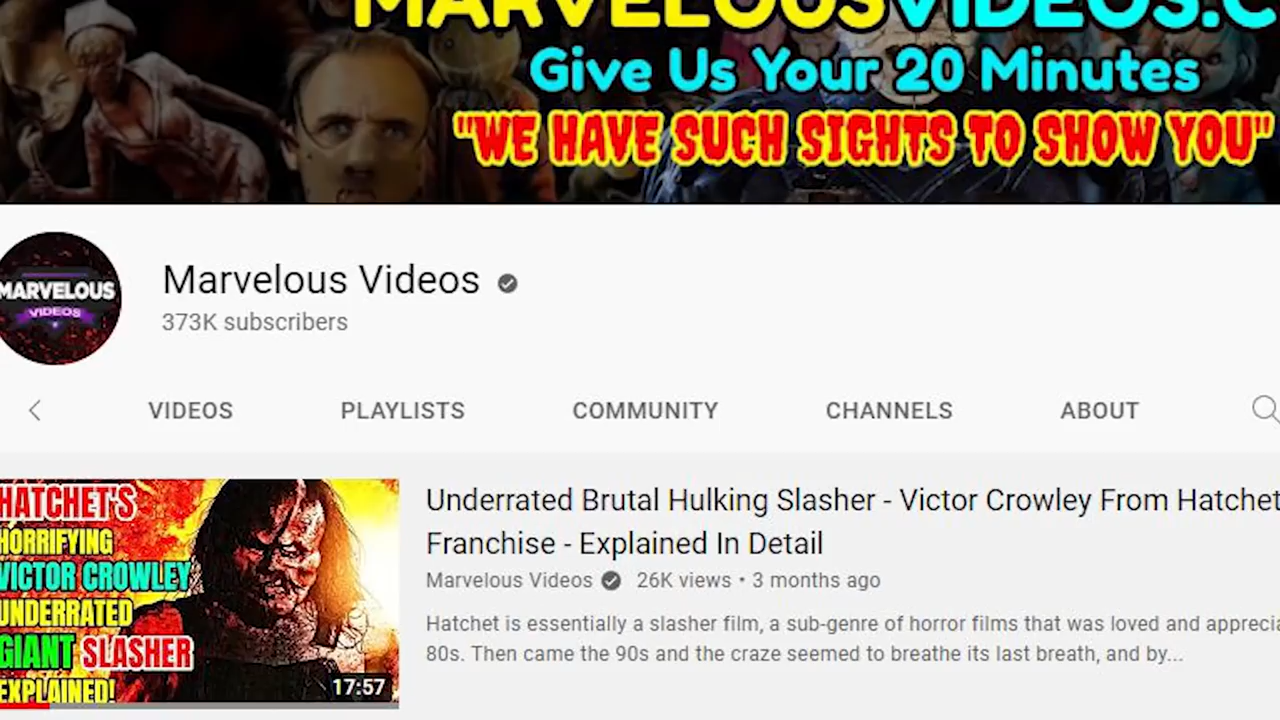 MARVELOUSVIDEOS.C
Give Us Your 20 Minutes
"WE HAVE SUCH SIGHTS TO SHOW YOU"
MARVELOUS
VIDEOS
Marvelous Videos
373K subscribers
VIDEOS PLAYLISTS COMMUNITY CHANNELS ABOUT
HATCHET'S
HORRIFYING
VICTOR CROWLEY
UNDERRATED
GIANT SLASHER
EXPLAINED!
17:57
Underrated Brutal Hulking Slasher - Victor Crowley From Hatchet
Franchise - Explained In Detail
Marvelous Videos 26K views • 3 months ago
Hatchet is essentially a slasher film, a sub-genre of horror films that was loved and apprecia
80s. Then came the 90s and the craze seemed to breathe its last breath, and by...